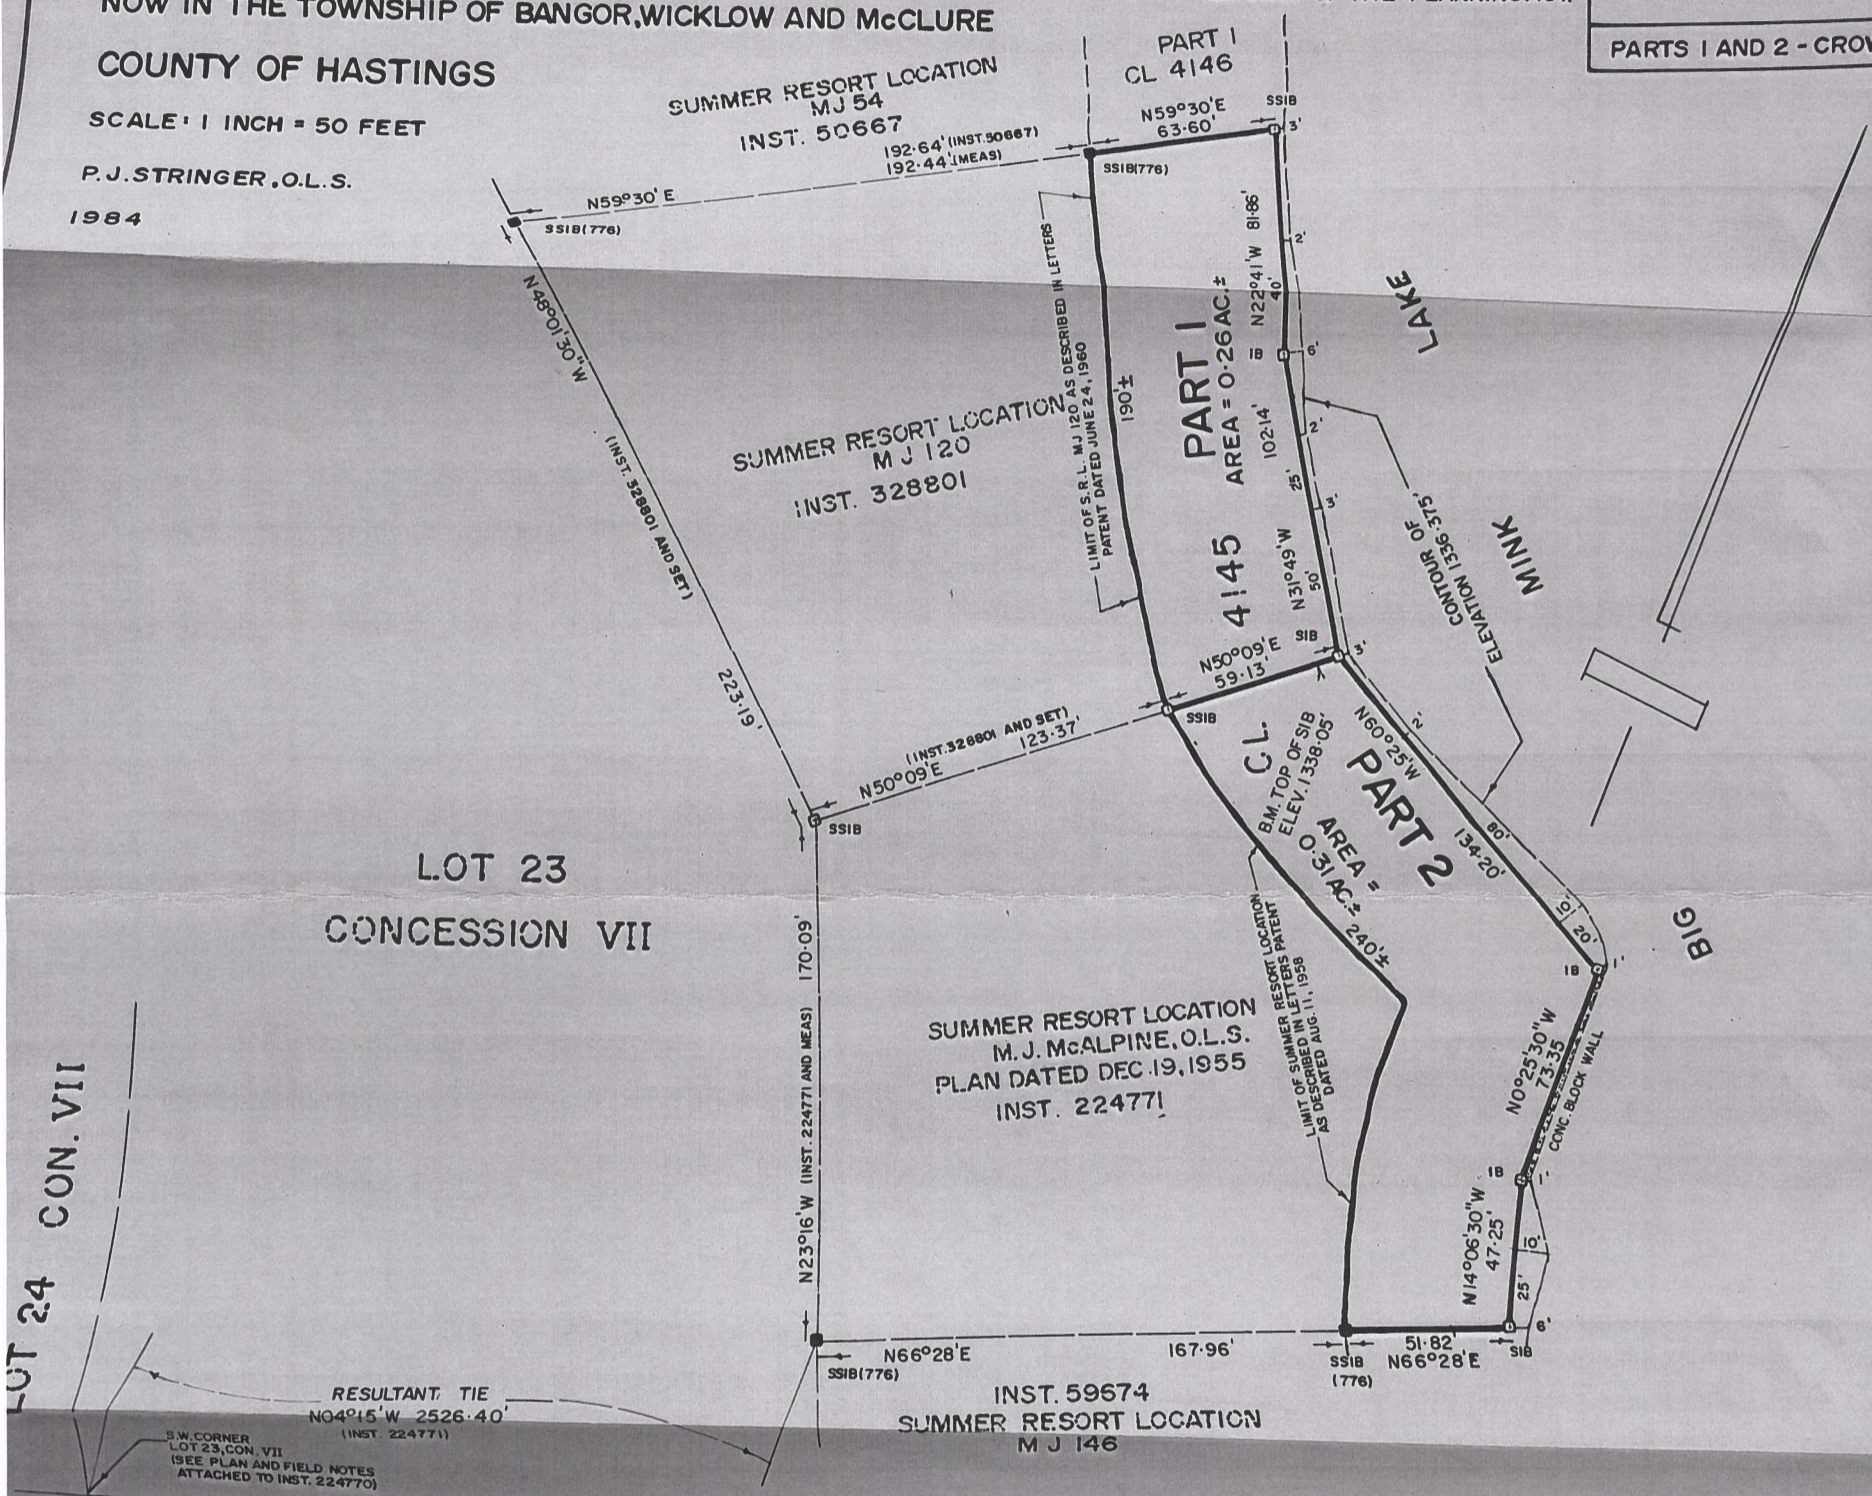 NOW IN THE TOWNSHIP OF BANGOR, WICKLOW AND McCLURE
COUNTY OF HASTINGS
SCALE: 1 INCH = 50 FEET
P.J. STRINGER, O.L.S.
1984
PARTS 1 AND 2 - CROW
PART 1
CL 4146
SUMMER RESORT LOCATION
MJ 54
INST. 50667
192.64' (INST. 50667)
192.44' (MEAS)
N59°30'E
SSIB(776)
N59°30'E
63.60'
SSIB
3'
SSIB(776)
N48°01'30"W
(INST. 328801 AND SET)
223.19'
SUMMER RESORT LOCATION
MJ 120
INST. 328801
LIMIT OF S.R.L. MJ 120 AS DESCRIBED IN LETTERS
PATENT DATED JUNE 24, 1960
190'±
PART 1
AREA = 0.26 AC.±
N22°41'W 81.86'
2'
40'
IB
6'
102.14'
2'
25'
3'
N31°49'W
50'
4145
C.L.
LAKE
MINK
BIG
CONTOUR OF
ELEVATION 1336.375'
N50°09'E
59.13'
SIB
3'
SSIB
(INST. 328801 AND SET)
N50°09'E
123.37'
SSIB
B.M. TOP OF SIB
ELEV. 1338.05'
PART 2
AREA =
0.31 AC.±
240'±
N60°25'W
134.20'
2'
80'
10'
20'
IB
1'
LOT 23
CONCESSION VII
N23°16'W (INST. 224771 AND MEAS) 170.09'
SUMMER RESORT LOCATION
M.J. McALPINE, O.L.S.
PLAN DATED DEC. 19, 1955
INST. 224771
LIMIT OF SUMMER RESORT LOCATION
AS DESCRIBED IN LETTERS PATENT
DATED AUG. 11, 1958
N0°25'30"W
73.35
CONC. BLOCK WALL
IB
1'
N14°06'30"W
47.25'
10'
25'
6'
SIB
51.82'
N66°28'E
SSIB
(776)
N66°28'E
167.96'
SSIB(776)
INST. 59674
SUMMER RESORT LOCATION
MJ 146
LOT 24 CON. VII
RESULTANT TIE
N04°15'W 2526.40'
(INST. 224771)
S.W. CORNER
LOT 23, CON. VII
(SEE PLAN AND FIELD NOTES
ATTACHED TO INST. 224770)